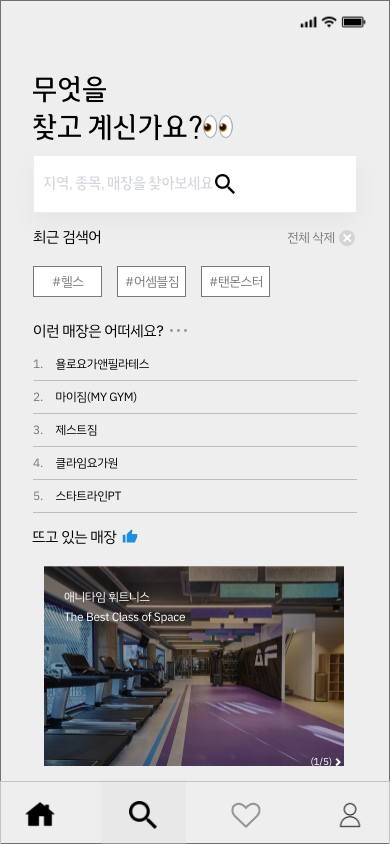 무엇을
찾고 계신가요?👀
지역, 종목, 매장을 찾아보세요
최근 검색어 전체 삭제
#헬스 #어셈블짐 #탠몬스터
이런 매장은 어떠세요? ···
1. 욜로요가앤필라테스
2. 마이짐(MY GYM)
3. 제스트짐
4. 클라임요가원
5. 스타트라인PT
뜨고 있는 매장
애니타임 휘트니스
The Best Class of Space
AF
(1/5)